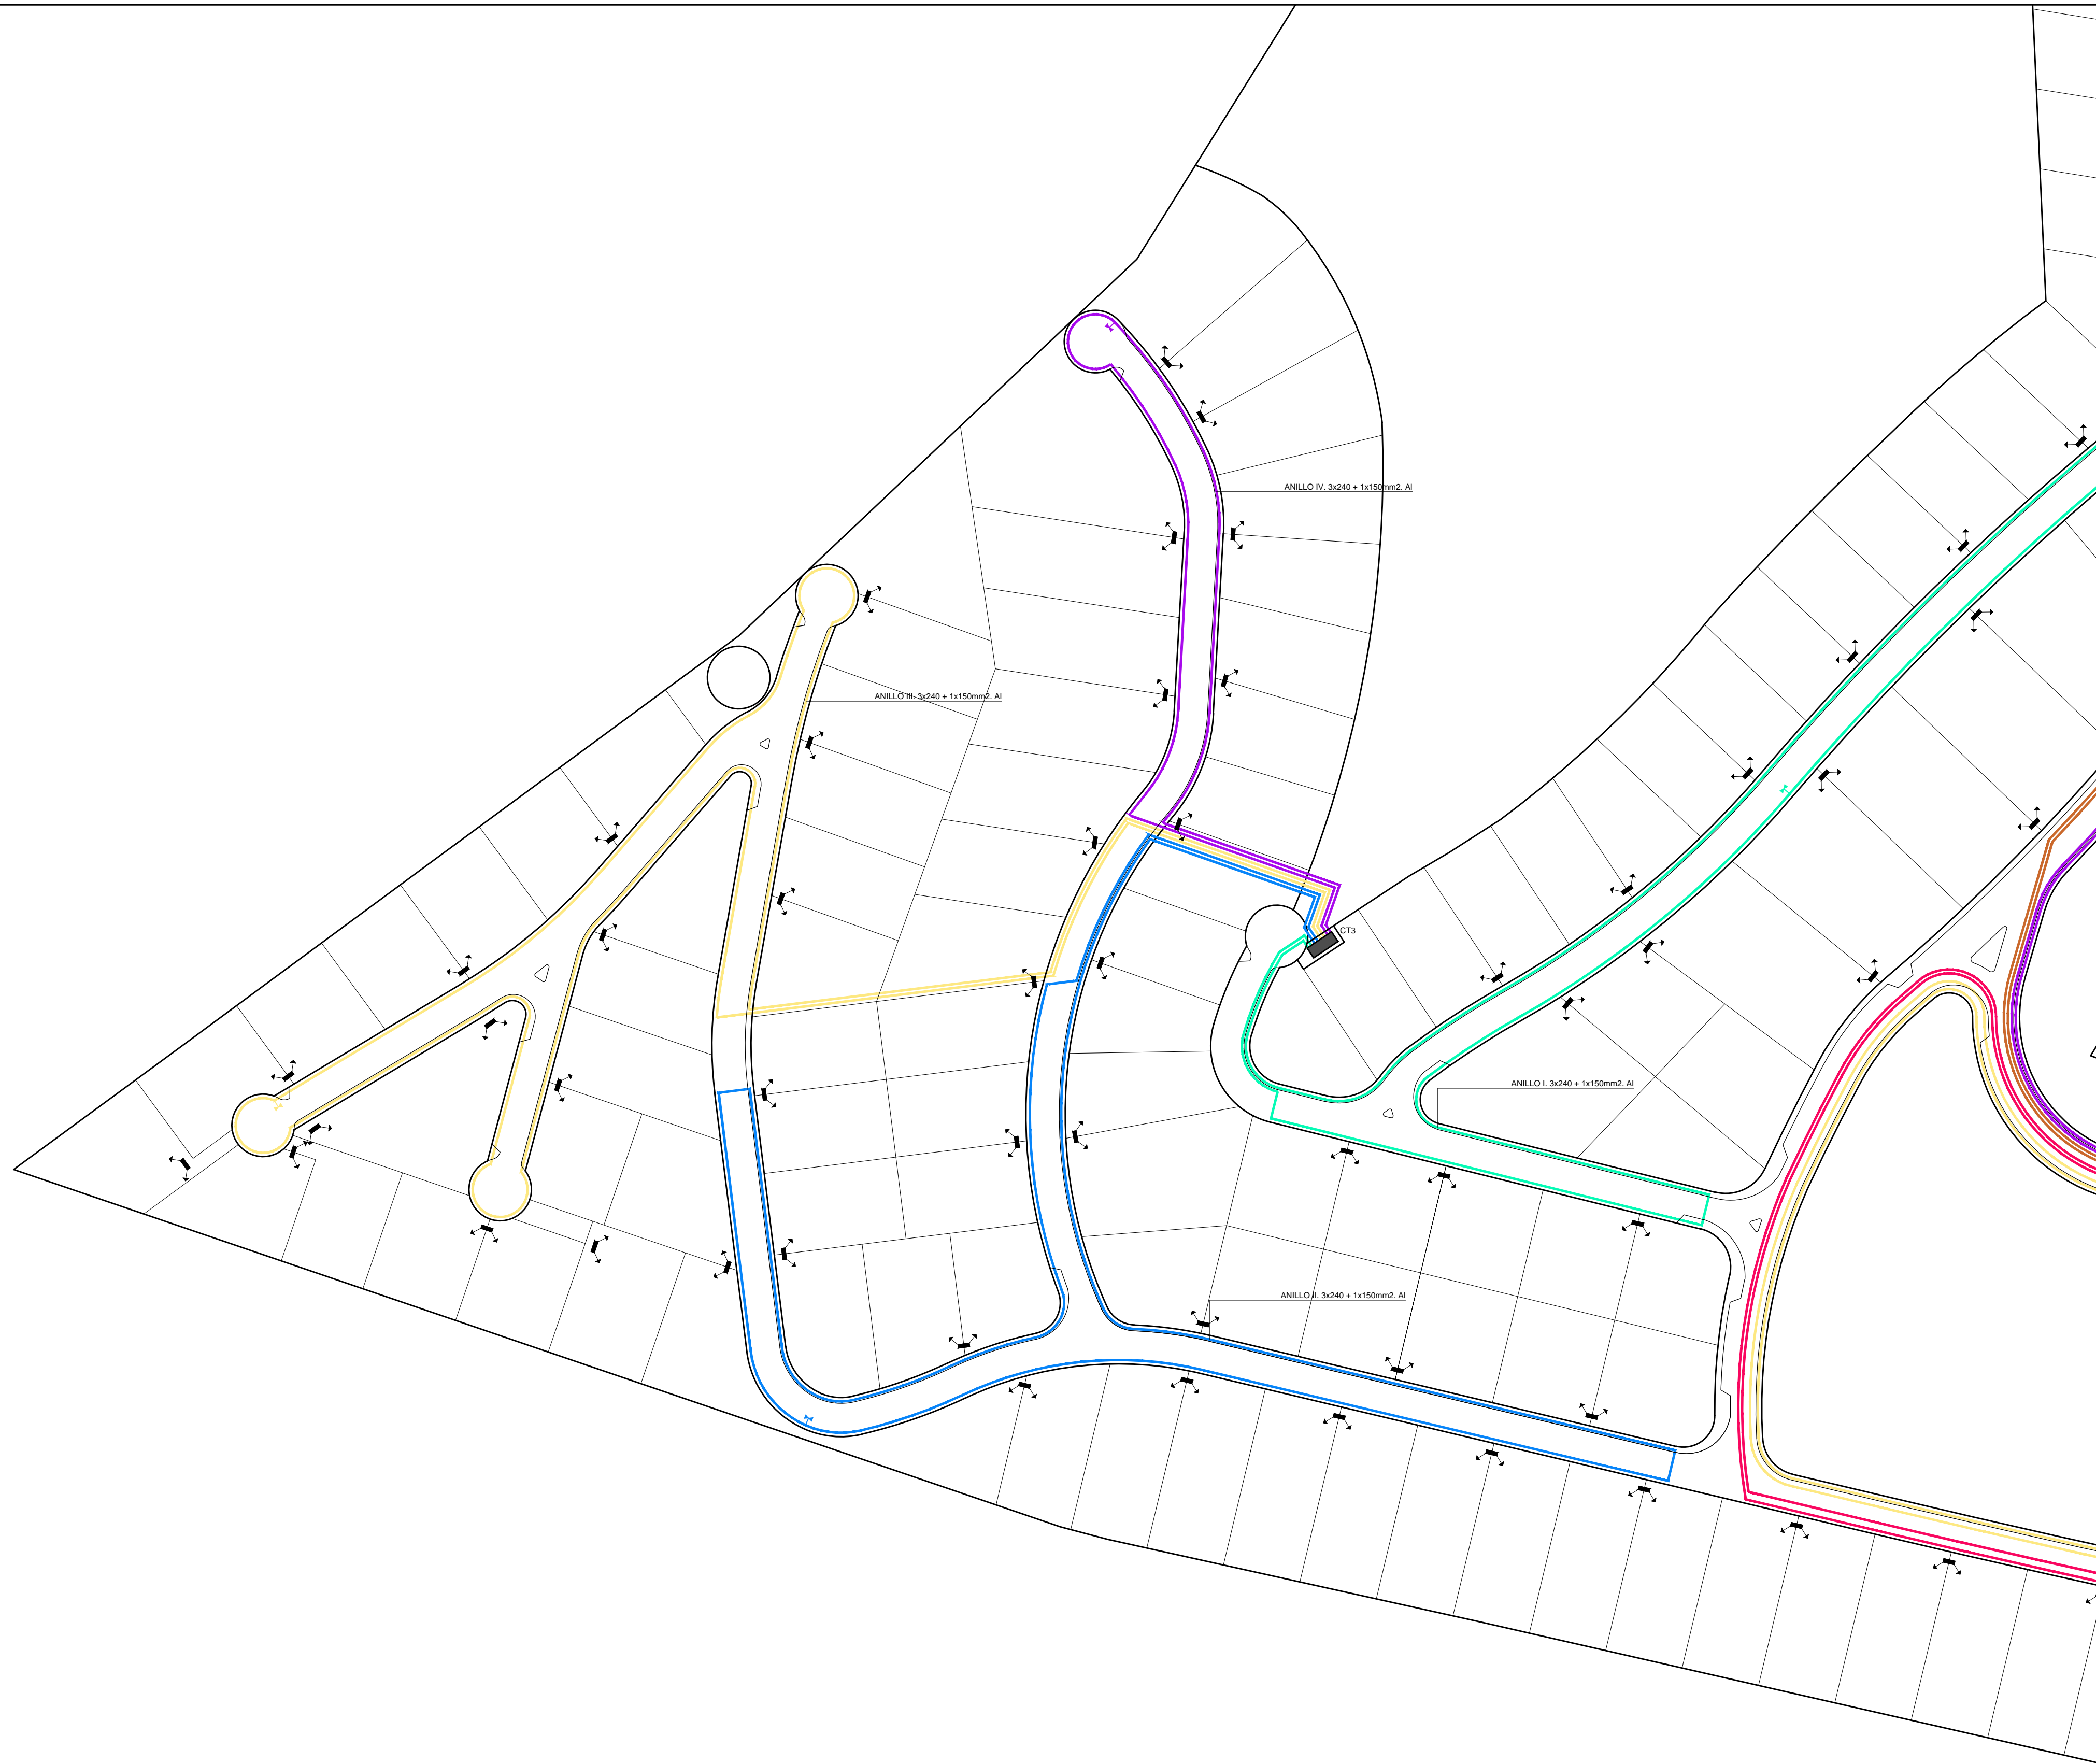 ANILLO IV. 3x240 + 1x150mm2. Al
ANILLO III. 3x240 + 1x150mm2. Al
CT3
ANILLO I. 3x240 + 1x150mm2. Al
ANILLO II. 3x240 + 1x150mm2. Al